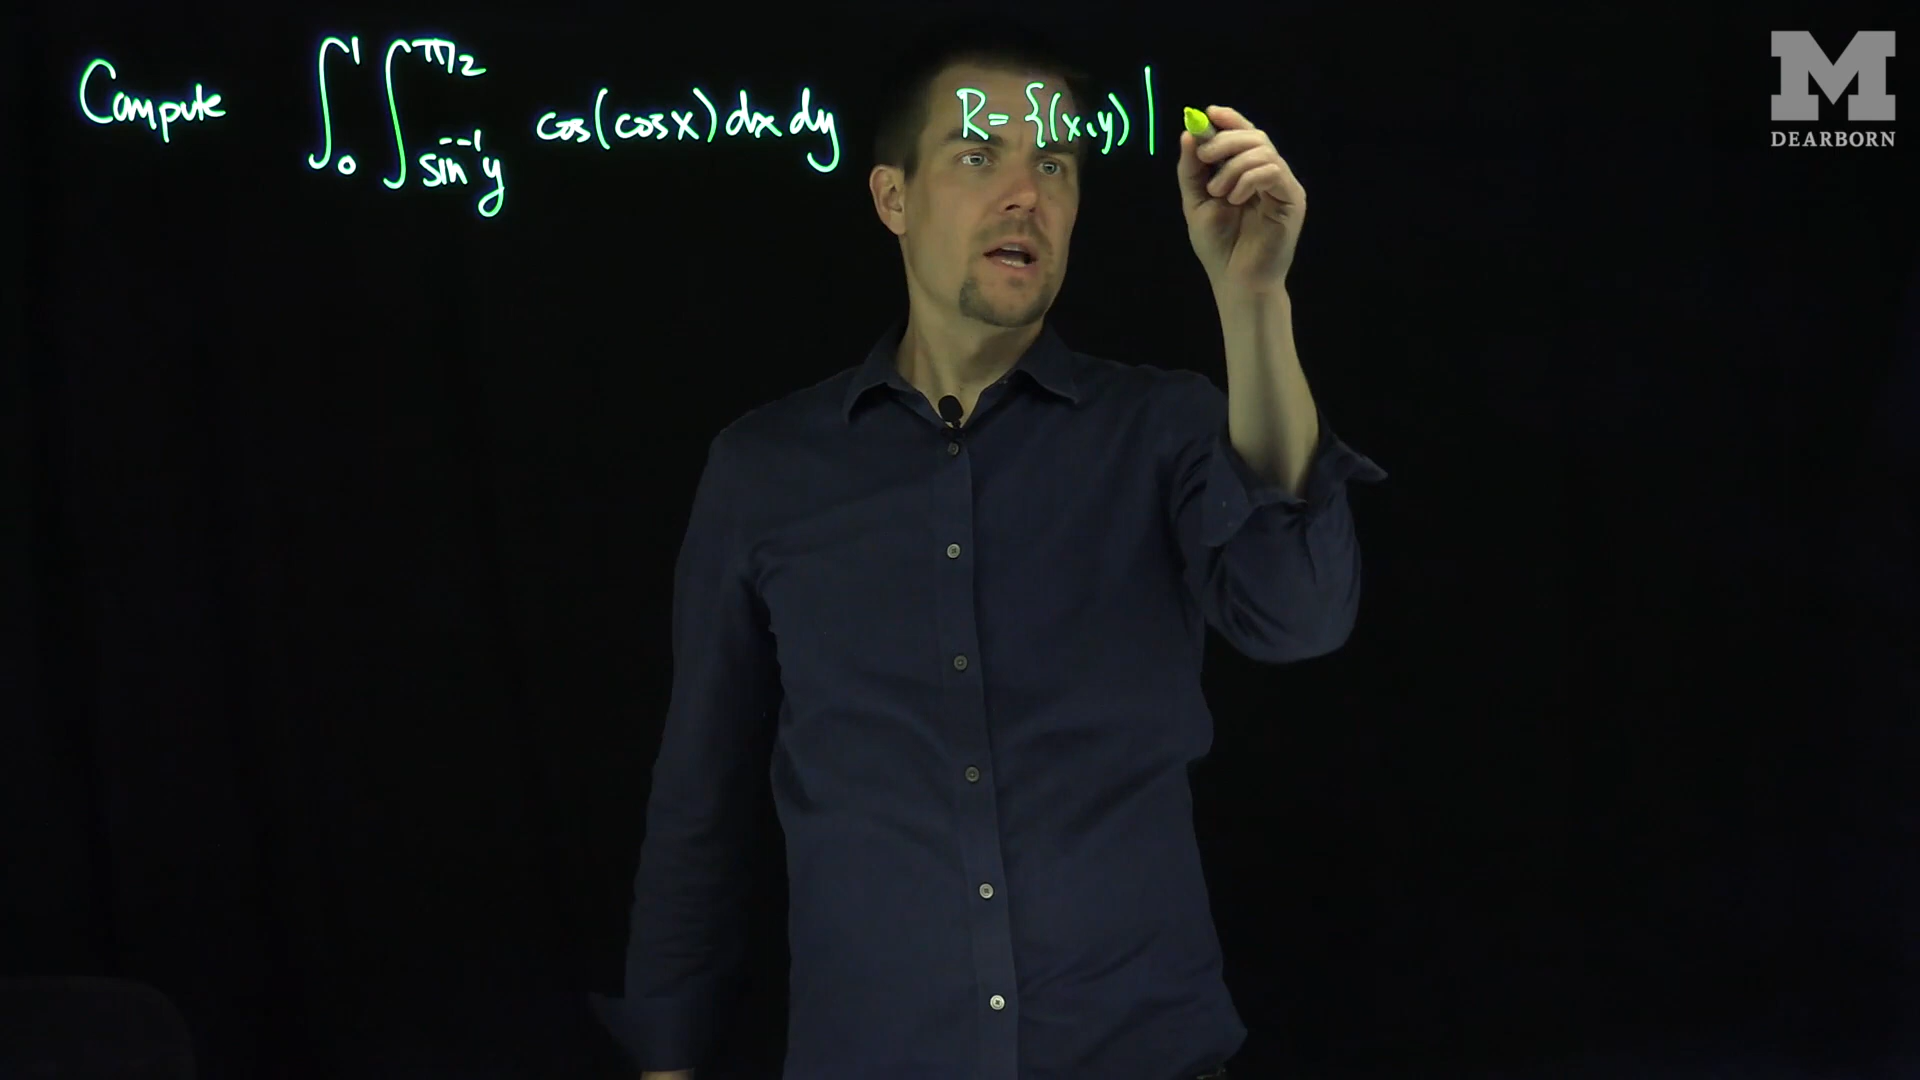 Compute ∫₀¹ ∫_{sin⁻¹y}^{π/2} cos(cos x) dx dy R = {(x,y) |
M
DEARBORN